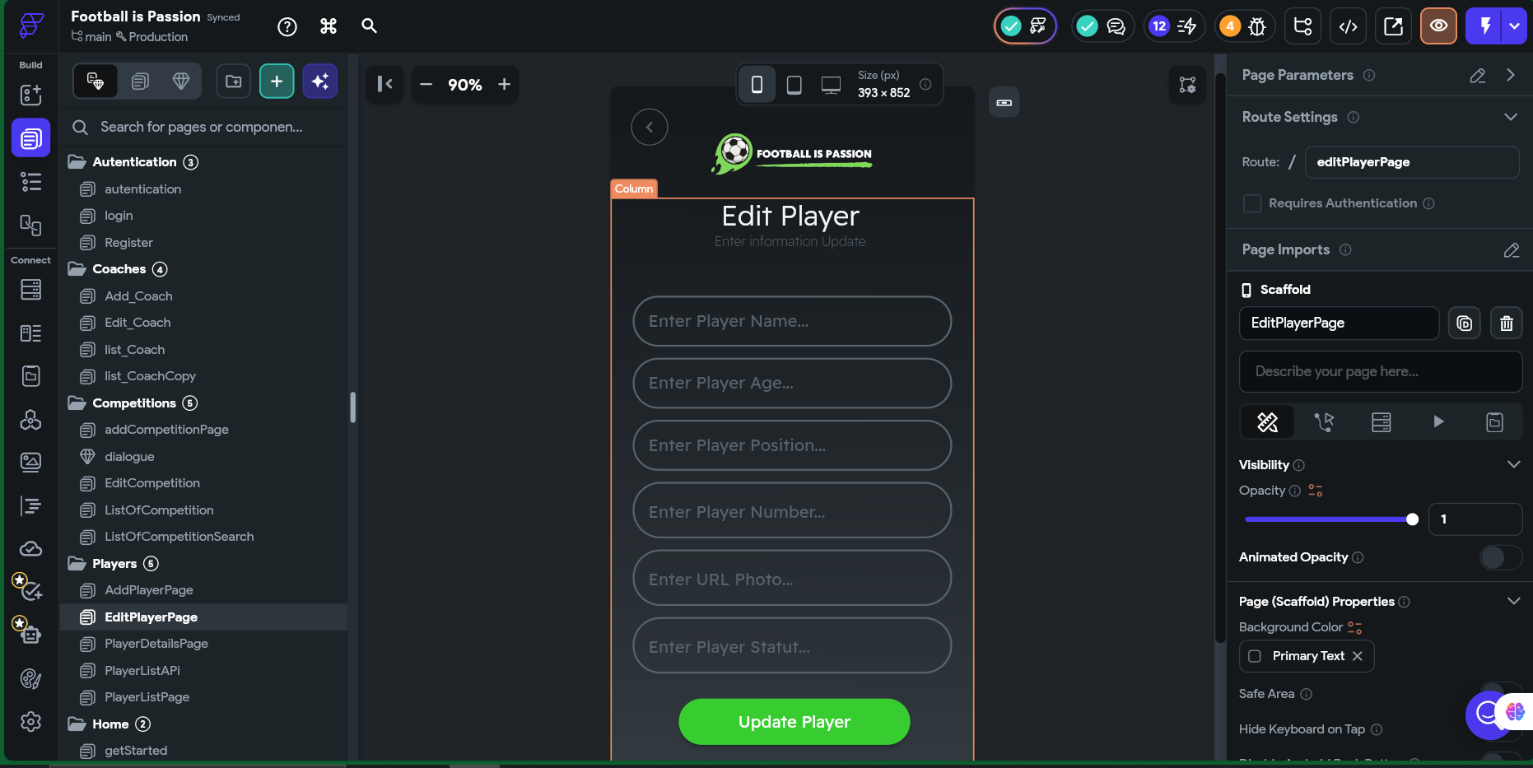 Football is Passion Synced
main Production
12
4
Build
Connect
Search for pages or componen...
Autentication 3
autentication
login
Register
Coaches 4
Add_Coach
Edit_Coach
list_Coach
list_CoachCopy
Competitions 5
addCompetitionPage
dialogue
EditCompetition
ListOfCompetition
ListOfCompetitionSearch
Players 5
AddPlayerPage
EditPlayerPage
PlayerDetailsPage
PlayerListAPi
PlayerListPage
Home 2
getStarted
90%
Size (px)
393 × 852
FOOTBALL IS PASSION
Column
Edit Player
Enter information Update
Enter Player Name...
Enter Player Age...
Enter Player Position...
Enter Player Number...
Enter URL Photo...
Enter Player Statut...
Update Player
Page Parameters
Route Settings
Route: / editPlayerPage
Requires Authentication
Page Imports
Scaffold
EditPlayerPage
Describe your page here...
Visibility
Opacity
1
Animated Opacity
Page (Scaffold) Properties
Background Color
Primary Text
Safe Area
Hide Keyboard on Tap